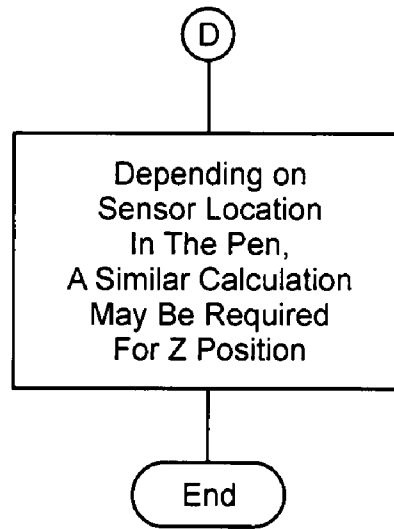 D
Depending on
Sensor Location
In The Pen,
A Similar Calculation
May Be Required
For Z Position
End